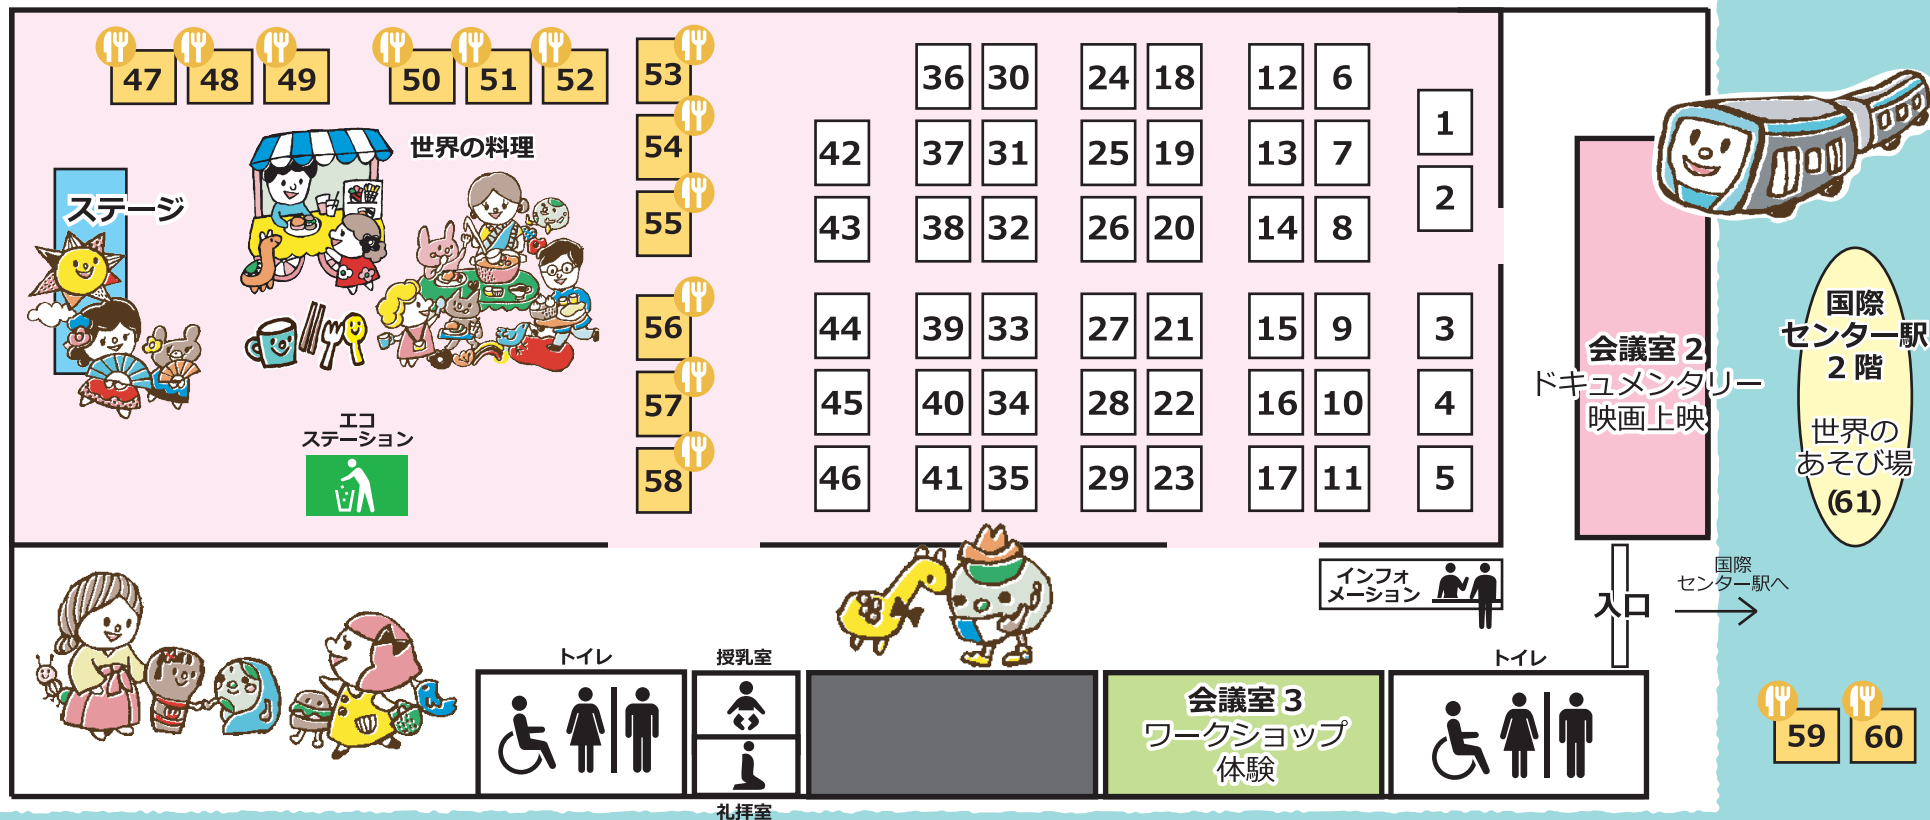 47 48 49 50 51 52 53
54
55
56
57
58
世界の料理
ステージ
エコ
ステーション
36 30 24 18 12 6
1
42 37 31 25 19 13 7
2
43 38 32 26 20 14 8
44 39 33 27 21 15 9 3
45 40 34 28 22 16 10 4
46 41 35 29 23 17 11 5
会議室 2
ドキュメンタリー
映画上映
国際
センター駅
2 階
世界の
あそび場
(61)
インフォ
メーション
入口
国際
センター駅へ
トイレ
授乳室
礼拝室
会議室 3
ワークショップ
体験
トイレ
59 60